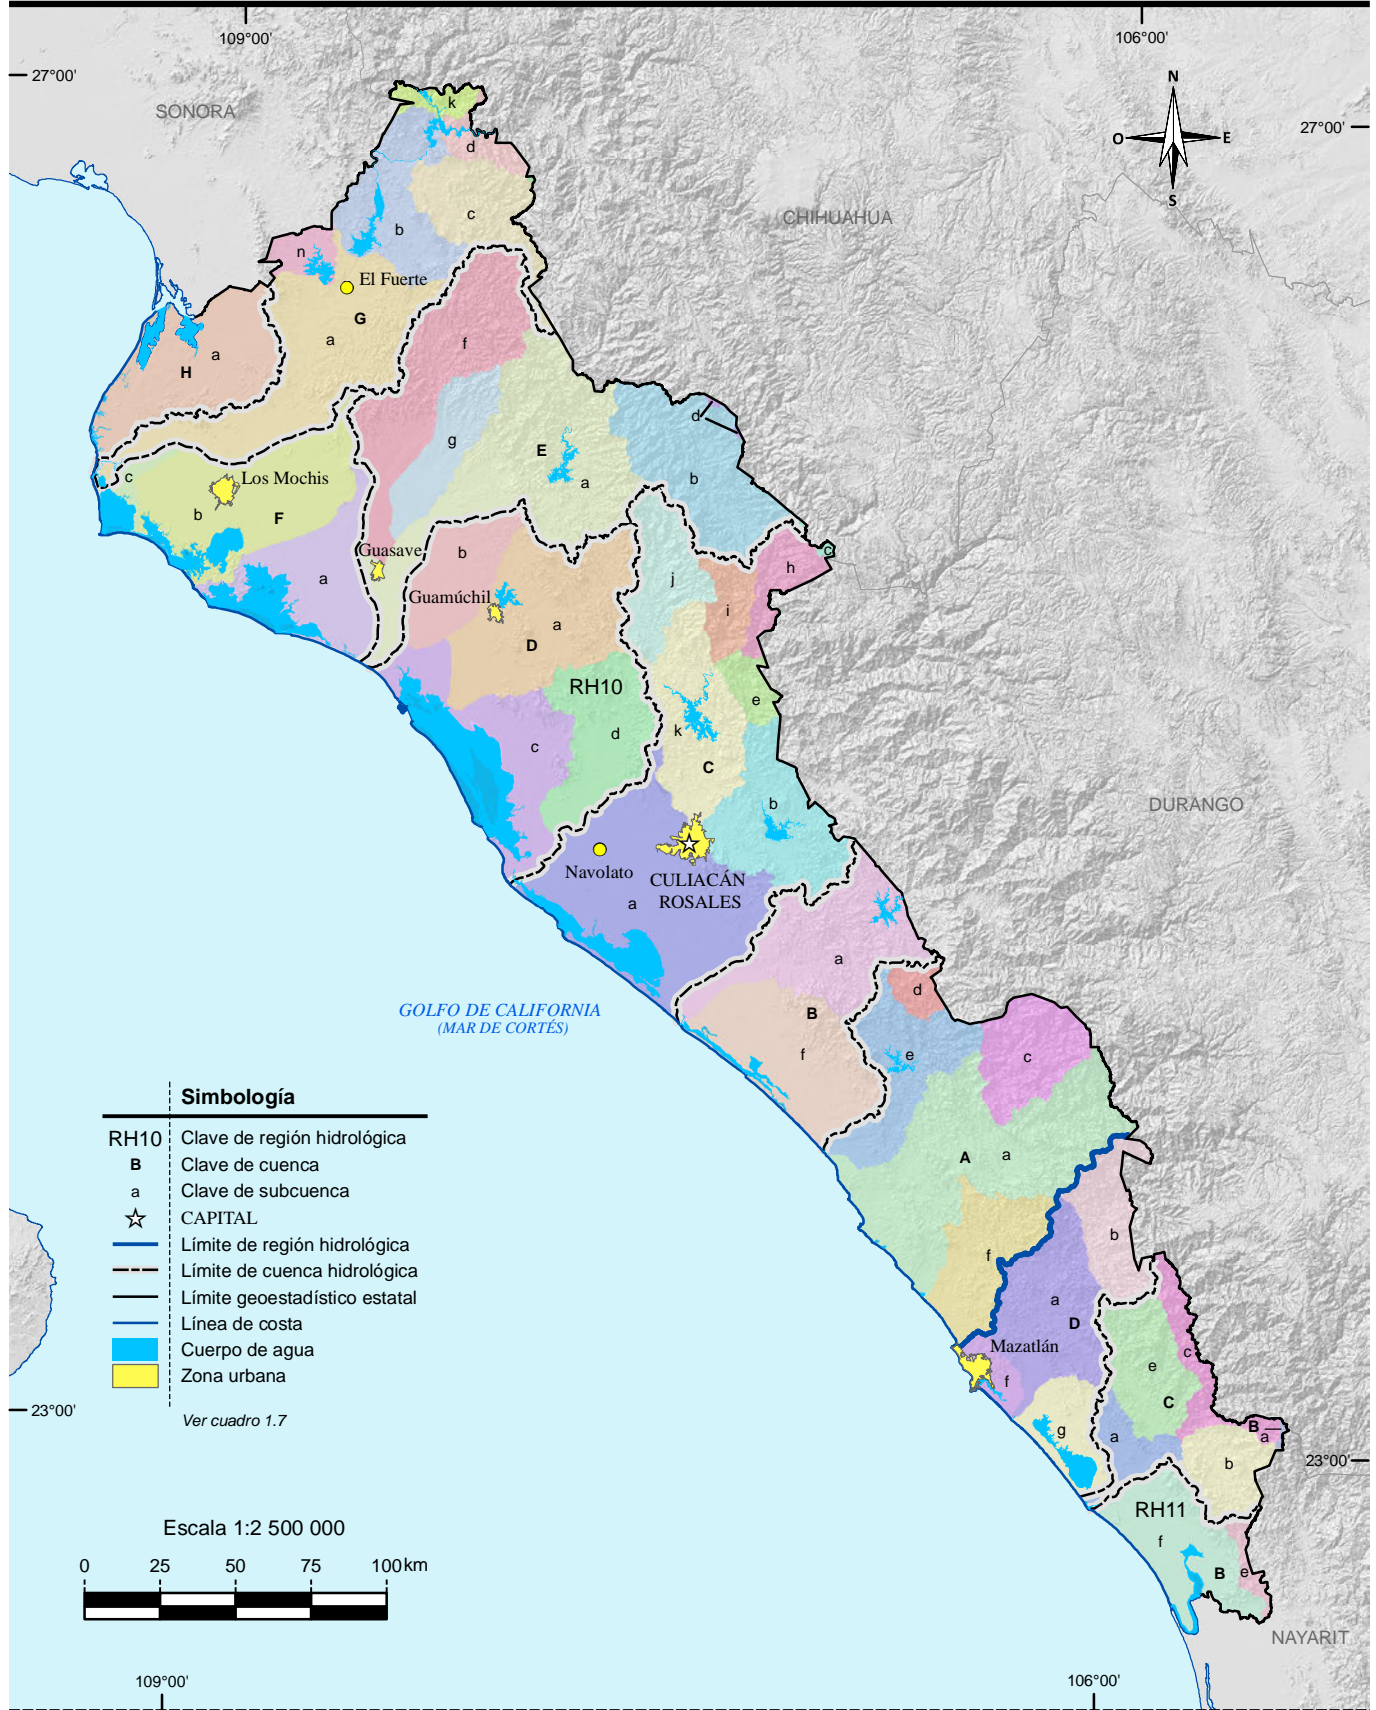 109°00'
106°00'
27°00'
27°00'
N
O
E
S
SONORA
CHIHUAHUA
k
d
c
b
n
El Fuerte
G
a
f
a
H
d
g
E
a
b
c
Los Mochis
b
F
Guasave
b
a
j
c
h
i
Guamúchil
a
D
RH10
e
d
k
c
C
b
DURANGO
Navolato
CULIACÁN
ROSALES
a
a
d
B
GOLFO DE CALIFORNIA
(MAR DE CORTÉS)
f
e
c
Simbología
RH10 Clave de región hidrológica
B Clave de cuenca
a Clave de subcuenca
CAPITAL
Límite de región hidrológica
Límite de cuenca hidrológica
Límite geoestadístico estatal
Línea de costa
Cuerpo de agua
Zona urbana
Ver cuadro 1.7
A
a
b
f
a
D
Mazatlán
c
e
f
C
g
a
B
a
b
23°00'
23°00'
RH11
f
B
e
NAYARIT
Escala 1:2 500 000
0 25 50 75 100 km
109°00'
106°00'